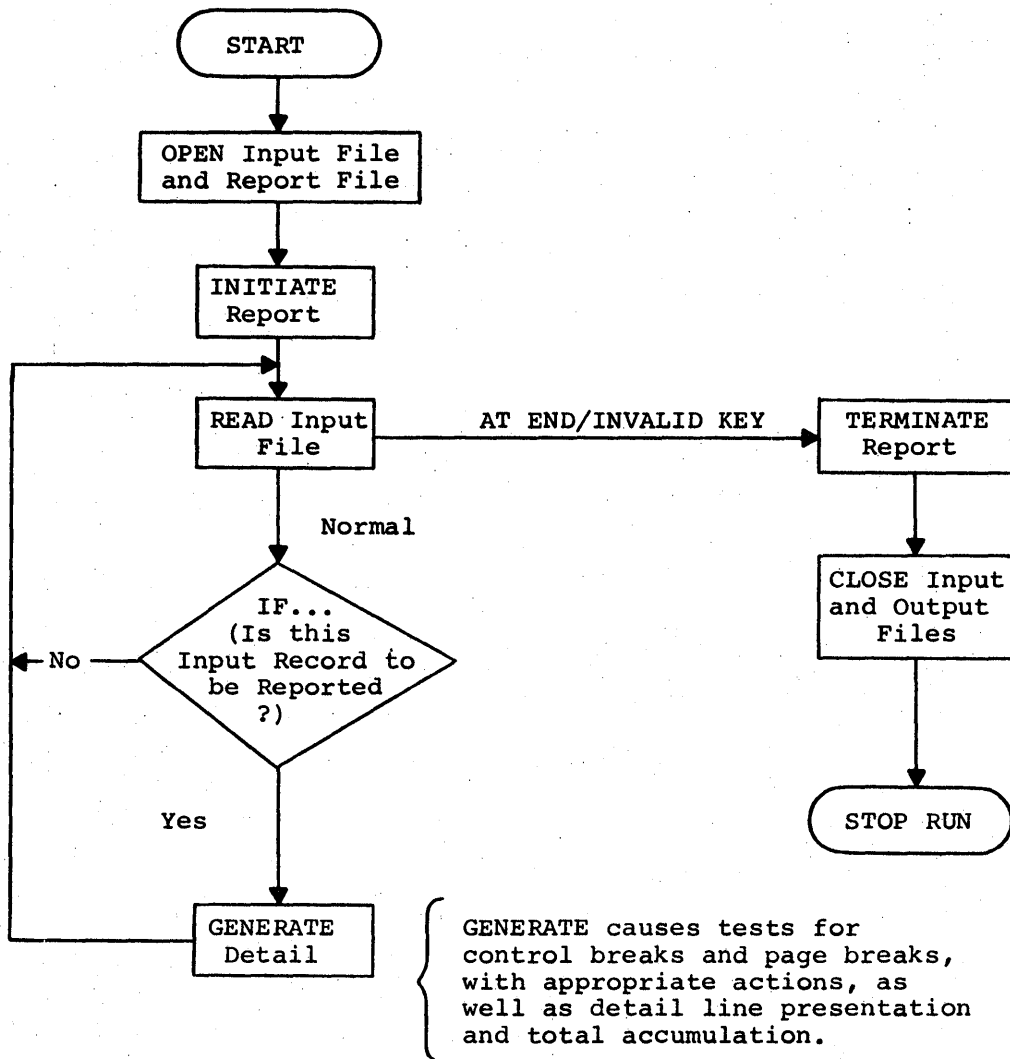 START
OPEN Input File
and Report File
INITIATE
Report
READ Input
File
AT END/INVALID KEY
TERMINATE
Report
Normal
CLOSE Input
and Output
Files
IF...
(Is this
Input Record to
be Reported
?)
No
Yes
STOP RUN
GENERATE
Detail
GENERATE causes tests for
control breaks and page breaks,
with appropriate actions, as
well as detail line presentation
and total accumulation.